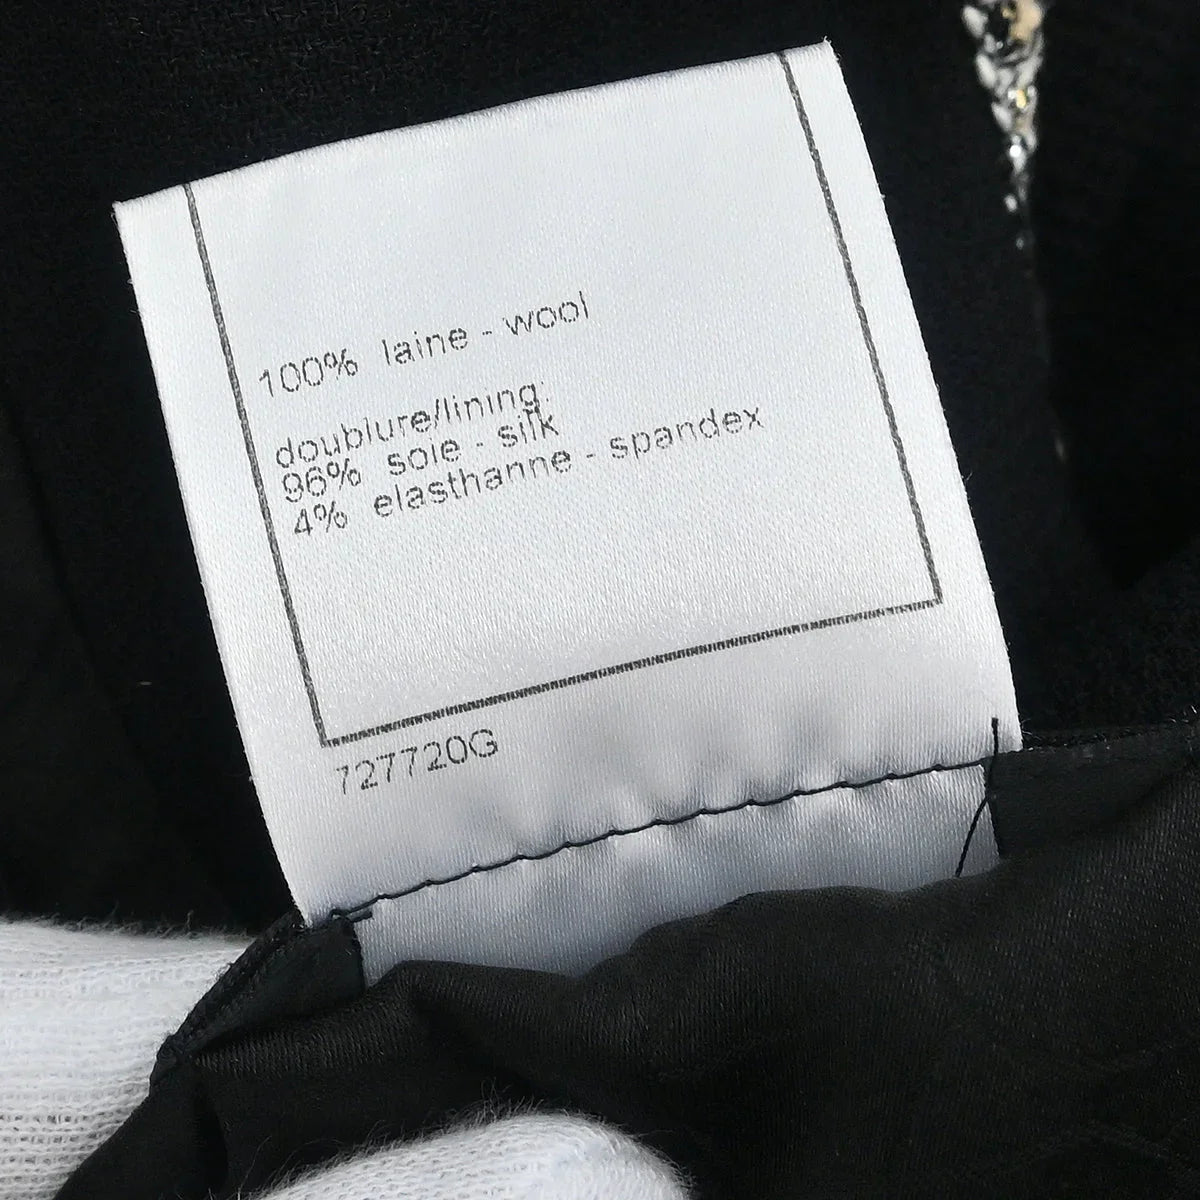 100% laine - wool
doublure/lining:
96% soie - silk
4% elasthanne - spandex
727720G